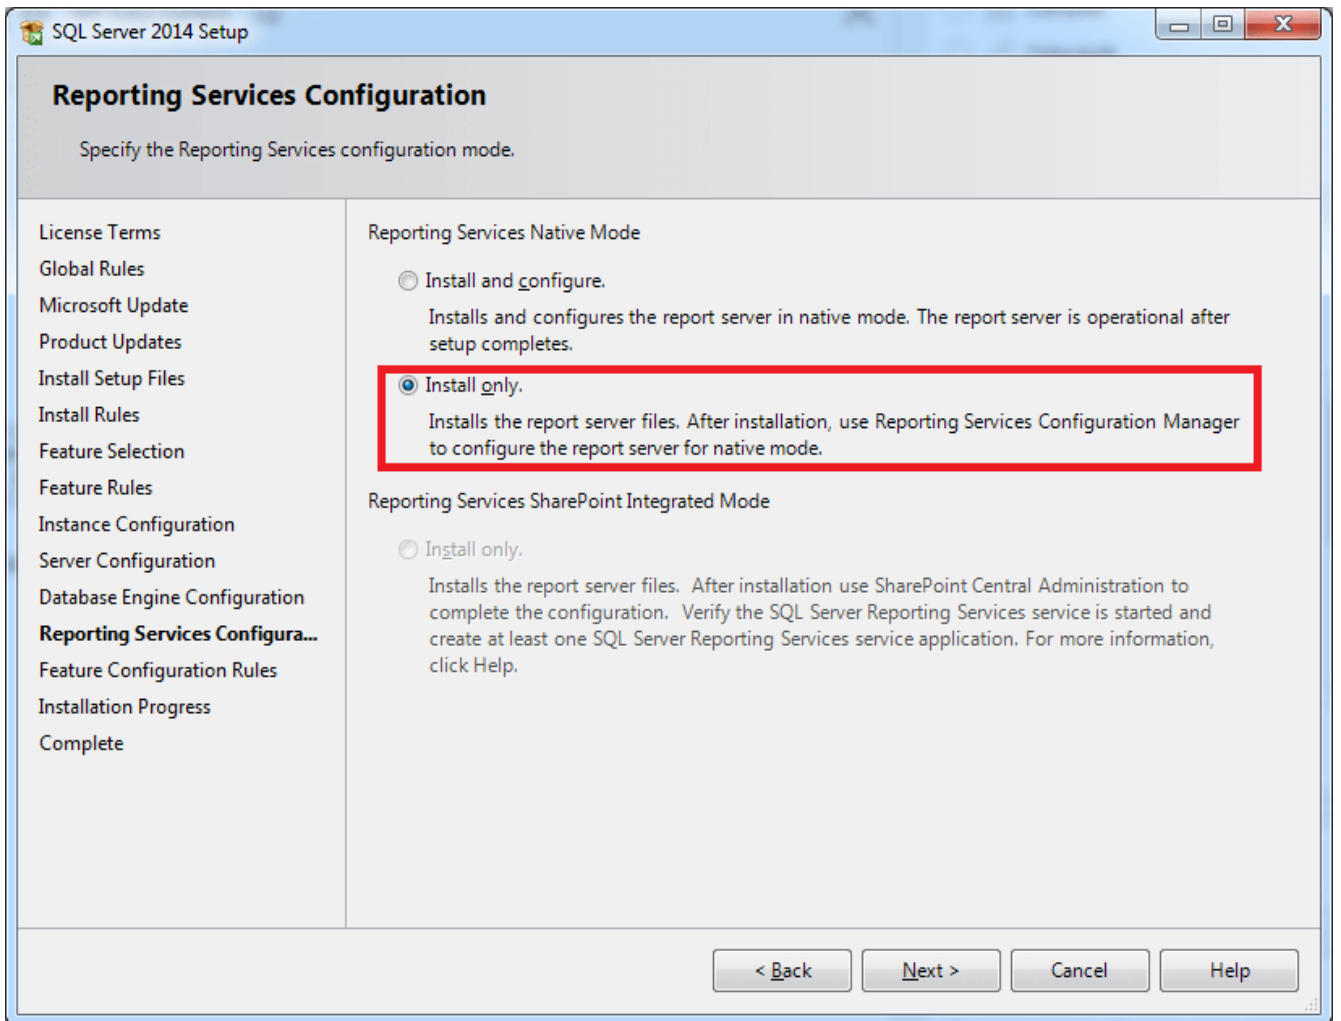 SQL Server 2014 Setup
Reporting Services Configuration
Specify the Reporting Services configuration mode.
License Terms
Global Rules
Microsoft Update
Product Updates
Install Setup Files
Install Rules
Feature Selection
Feature Rules
Instance Configuration
Server Configuration
Database Engine Configuration
Reporting Services Configura...
Feature Configuration Rules
Installation Progress
Complete
Reporting Services Native Mode
Install and configure.
Installs and configures the report server in native mode. The report server is operational after
setup completes.
Install only.
Installs the report server files. After installation, use Reporting Services Configuration Manager
to configure the report server for native mode.
Reporting Services SharePoint Integrated Mode
Install only.
Installs the report server files. After installation use SharePoint Central Administration to
complete the configuration. Verify the SQL Server Reporting Services service is started and
create at least one SQL Server Reporting Services service application. For more information,
click Help.
< Back
Next >
Cancel
Help